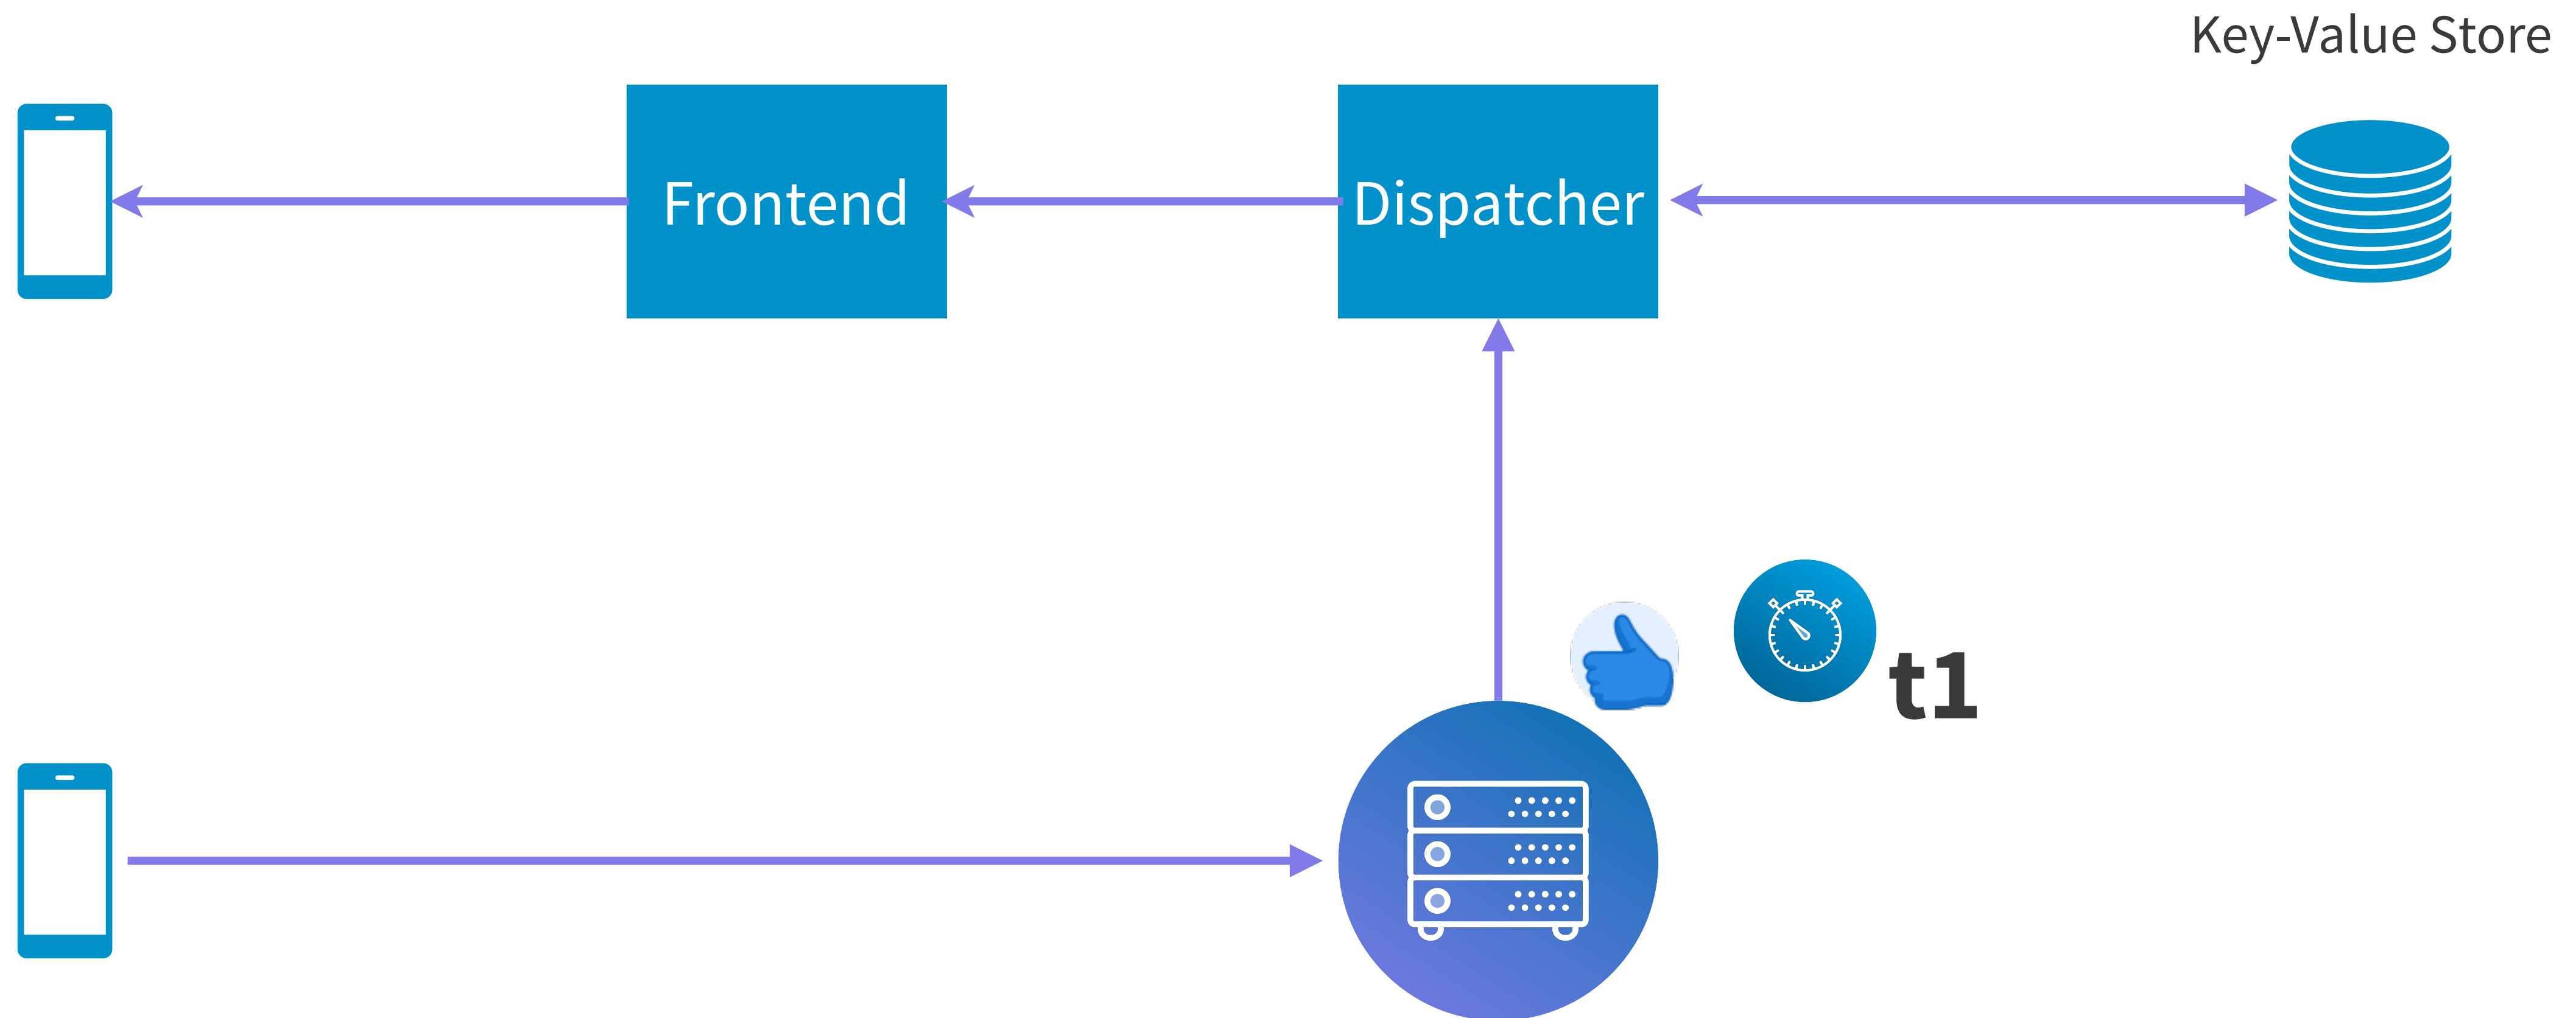 Key-Value Store
Frontend
Dispatcher
t1